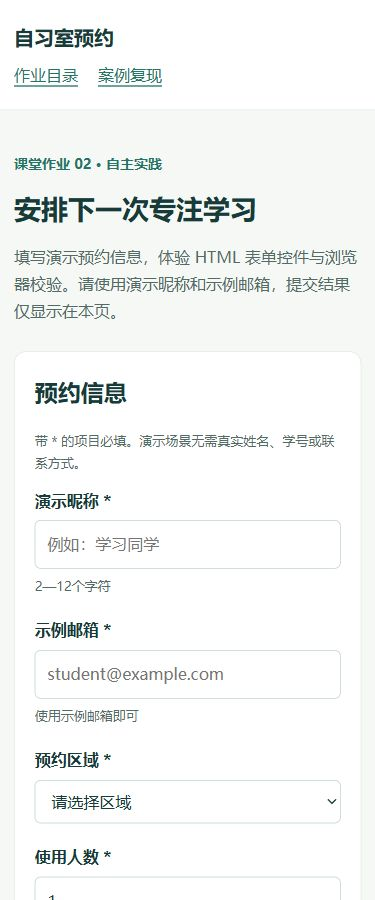 自习室预约
作业目录 案例复现
课堂作业 02 • 自主实践
安排下一次专注学习
填写演示预约信息，体验 HTML 表单控件与浏览
器校验。请使用演示昵称和示例邮箱，提交结果
仅显示在本页。
预约信息
带 * 的项目必填。演示场景无需真实姓名、学号或联
系方式。
演示昵称 *
例如：学习同学
2—12个字符
示例邮箱 *
student@example.com
使用示例邮箱即可
预约区域 *
请选择区域
使用人数 *
1